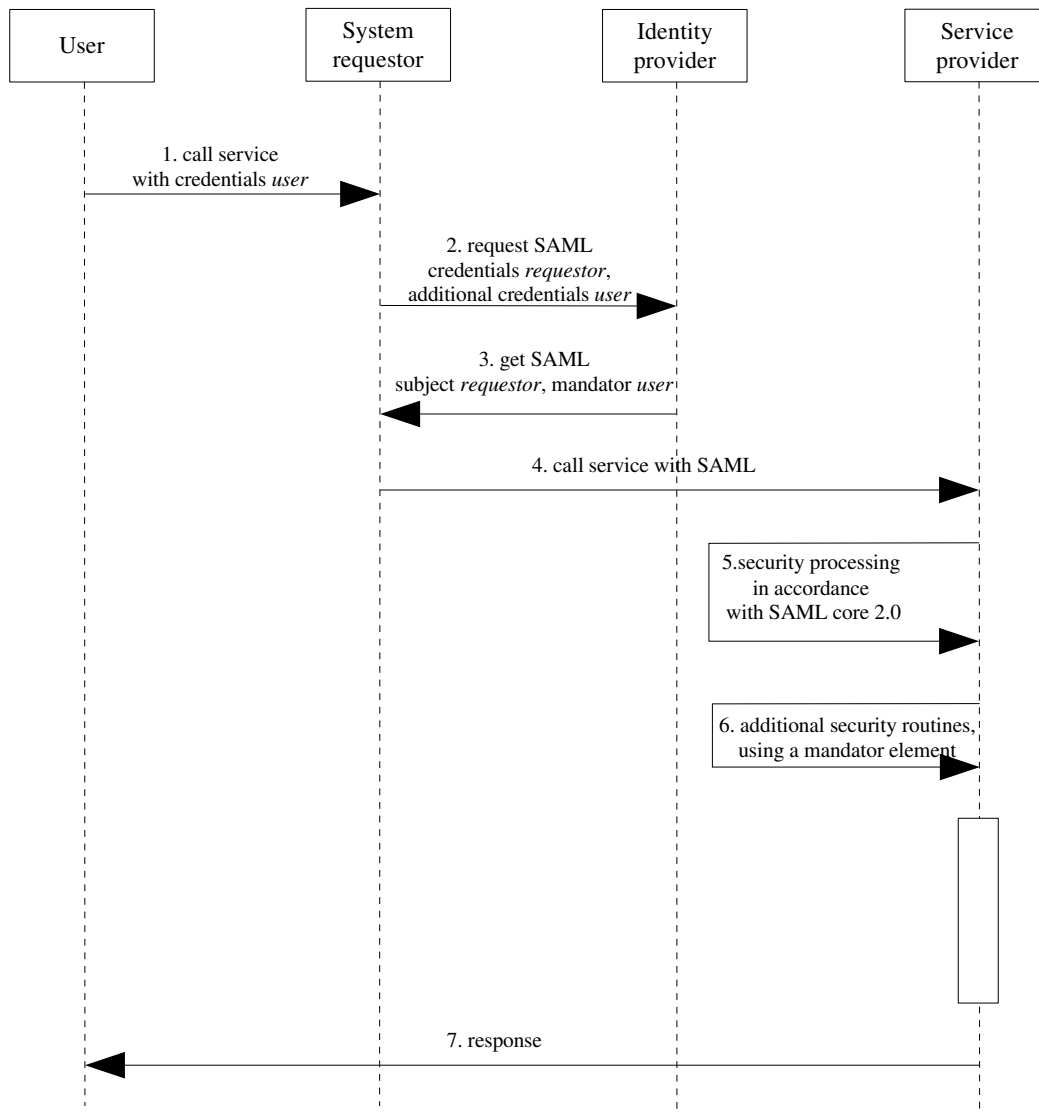 User
System
requestor
Identity
provider
Service
provider
1. call service
with credentials user
2. request SAML
credentials requestor,
additional credentials user
3. get SAML
subject requestor, mandator user
4. call service with SAML
5.security processing
in accordance
with SAML core 2.0
6. additional security routines,
using a mandator element
7. response